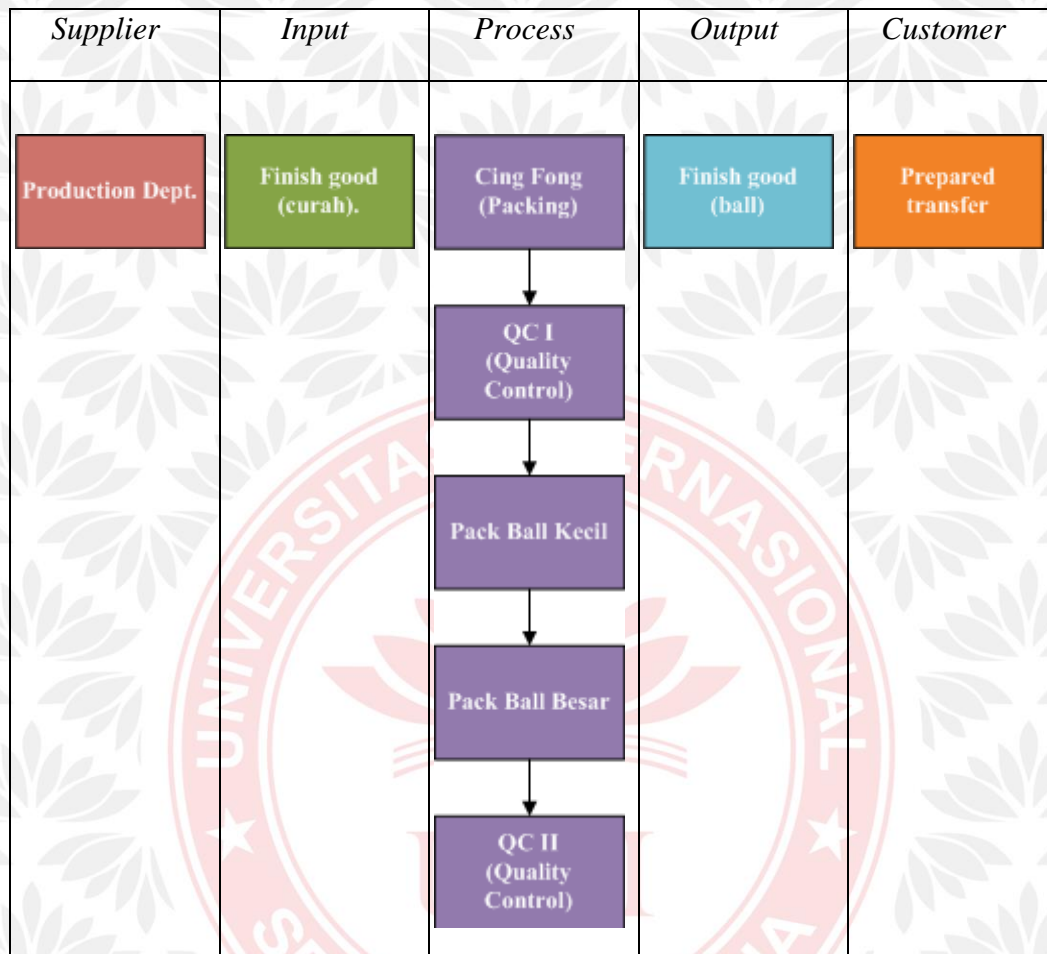 Supplier
Input
Process
Output
Customer
Production Dept.
Finish good
(curah).
Cing Fong
(Packing)
Finish good
(ball)
Prepared
transfer
QC I
(Quality
Control)
Pack Ball Kecil
Pack Ball Besar
QC II
(Quality
Control)